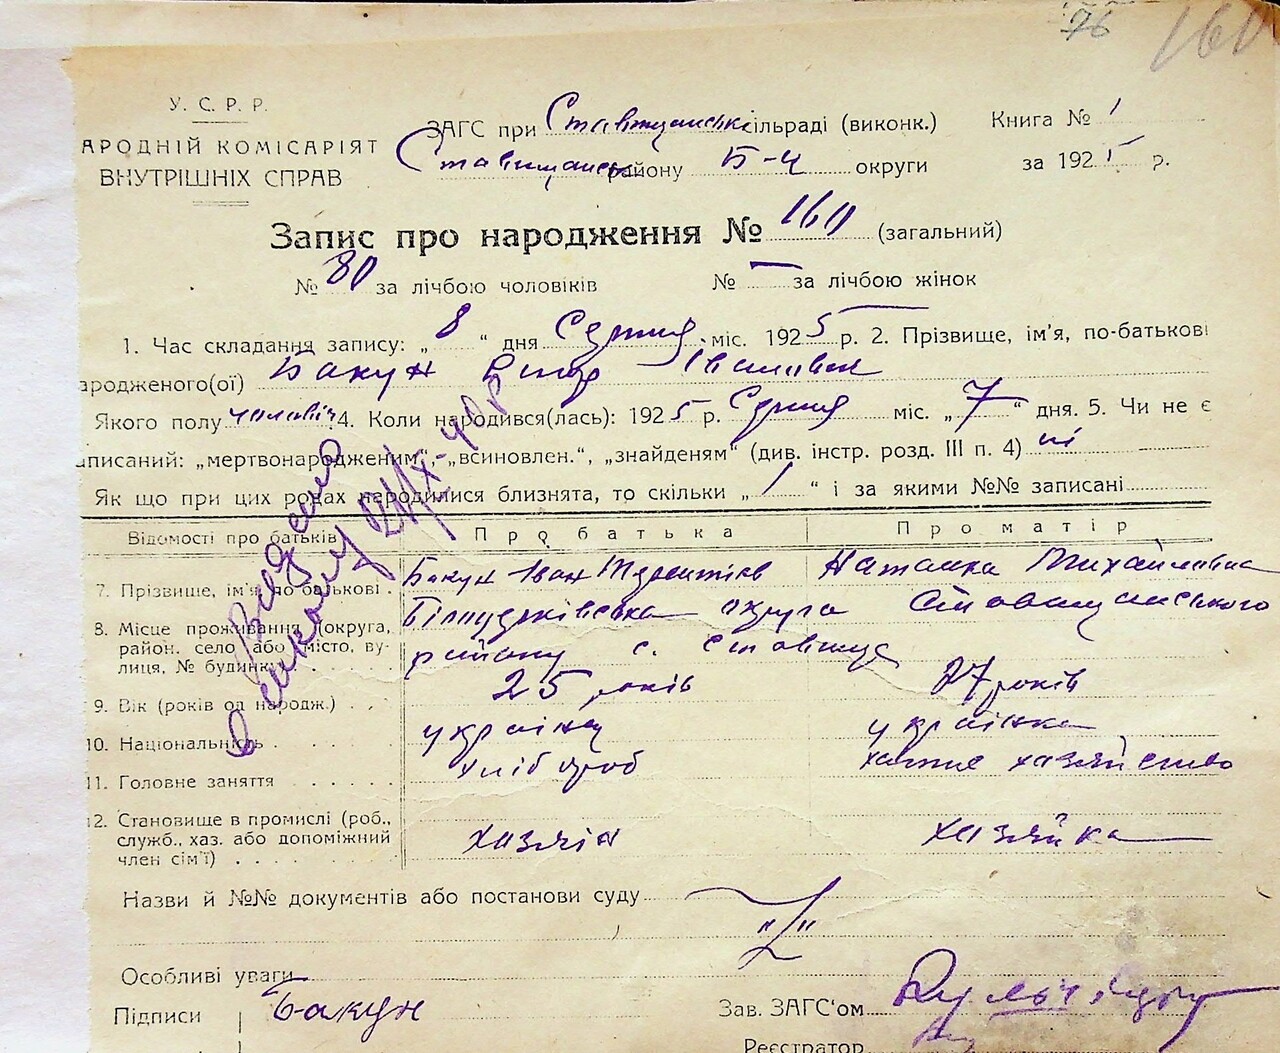 76 160
У. С. Р. Р.
АРОДНІЙ КОМІСАРІЯТ
ВНУТРІШНІХ СПРАВ
ЗАГС при Ставищанські сільраді (виконк.) Книга № 1
Ставищансь району Б-Ц округи за 1925 р.
Запис про народження № 160 (загальний)
№ 80 за лічбою чоловіків № — за лічбою жінок
1. Час складання запису: „8“ дня Серпня міс. 1925 р. 2. Прізвище, ім'я, по-батькові
ародженого(ої) Бакун Іванович
Якого полу чоловіч 4. Коли народився(лась): 1925 р. Серпня міс. „7“ дня. 5. Чи не є
аписаний: „мертвонародженим“, „всиновлен.“, „знайденям“ (див. інстр. розд. III п. 4) ні
Як що при цих родах народилися близнята, то скільки „1“ і за якими №№ записані
Відомості про батьків Про батька Про матір
7. Прізвище, ім'я по-батькові . Бакун Іван Наталка Михайлівна
8. Місце проживання (округа, район. село або місто, вулиця, № будинку) Білоцерківська округа Ставищанського
району с. Ставище
9. Вік (років од народж.) . . . 25 років 27 років
10. Національність . . . . . українец українка
11. Головне заняття . . . . . хлібороб хатнє хазяйство
12. Становище в промислі (роб.,
служб., хаз. або допоміжний
член сім'ї) . . . . . хазяїн хазяйка
Назви й №№ документів або постанови суду
Особливі уваги
Підписи Бакун Зав. ЗАГС'ом
Реєстратор